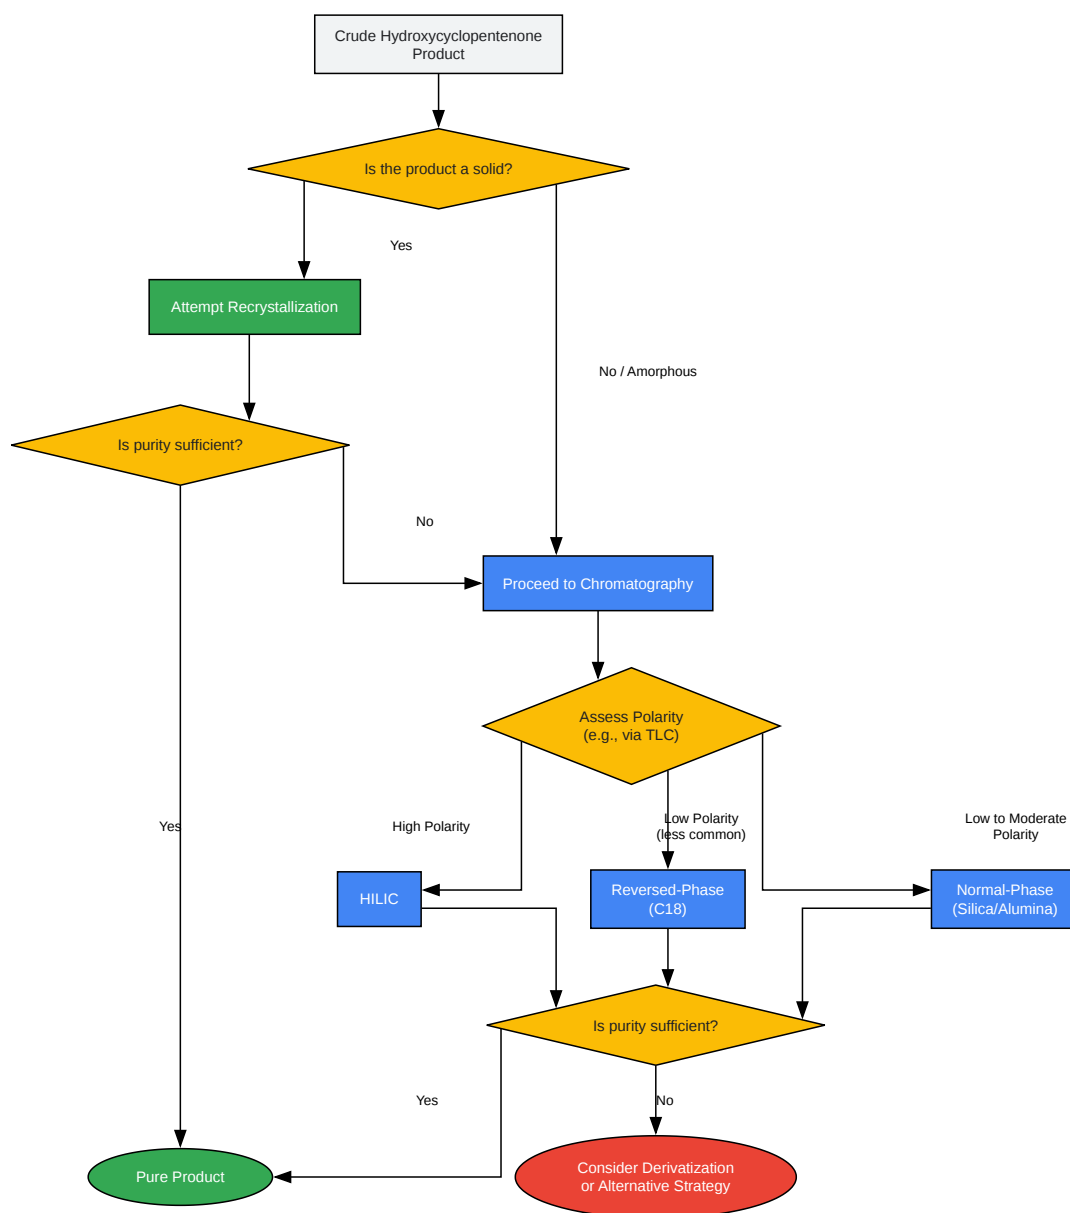 Crude Hydroxycyclopentenone
Product
Is the product a solid?
Yes
Attempt Recrystallization
No / Amorphous
Is purity sufficient?
No
Proceed to Chromatography
Assess Polarity
(e.g., via TLC)
Yes
High Polarity
Low Polarity
(less common)
Low to Moderate
Polarity
HILIC
Reversed-Phase
(C18)
Normal-Phase
(Silica/Alumina)
Is purity sufficient?
Yes
No
Pure Product
Consider Derivatization
or Alternative Strategy